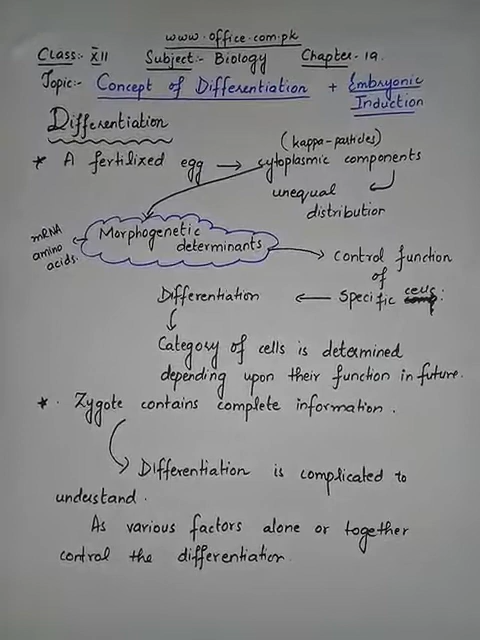 www.office.com.pk
Class:- XII Subject:- Biology Chapter- 19.
Topic:- Concept of Differentiation + Embryonic
Induction
Differentiation
(kappa-particles)
* A fertilized egg → cytoplasmic components
unequal
distribution
mRNA
amino
acids.
Morphogenetic
determinants
control function
of
Differentiation ← Specific cells:
Category of cells is determined
depending upon their function in future.
* . Zygote contains complete information.
Differentiation is complicated to
understand.
As various factors alone or together
control the differentiation.